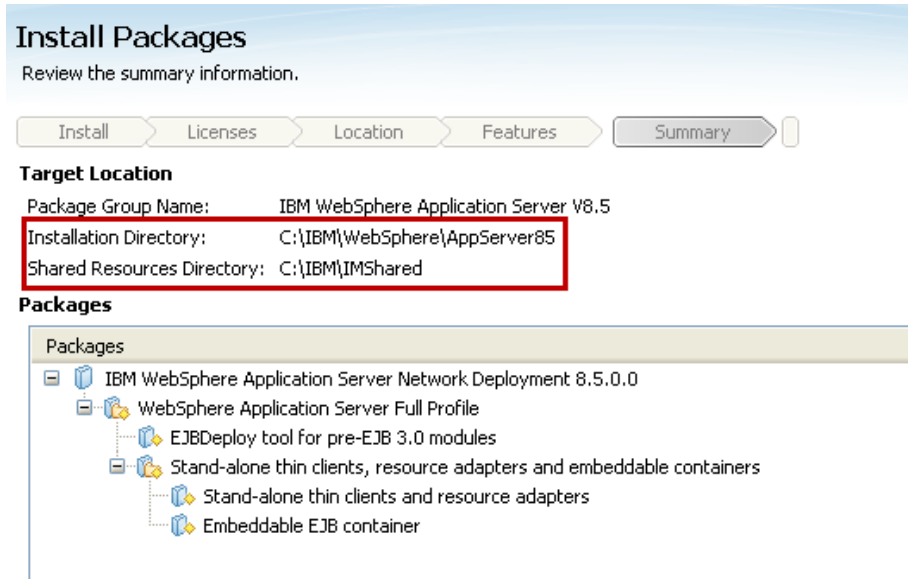 Install Packages
Review the summary information.
Install Licenses Location Features Summary
Target Location
Package Group Name: IBM WebSphere Application Server V8.5
Installation Directory: C:\IBM\WebSphere\AppServer85
Shared Resources Directory: C:\IBM\IMShared
Packages
Packages
IBM WebSphere Application Server Network Deployment 8.5.0.0
WebSphere Application Server Full Profile
EJBDeploy tool for pre-EJB 3.0 modules
Stand-alone thin clients, resource adapters and embeddable containers
Stand-alone thin clients and resource adapters
Embeddable EJB container